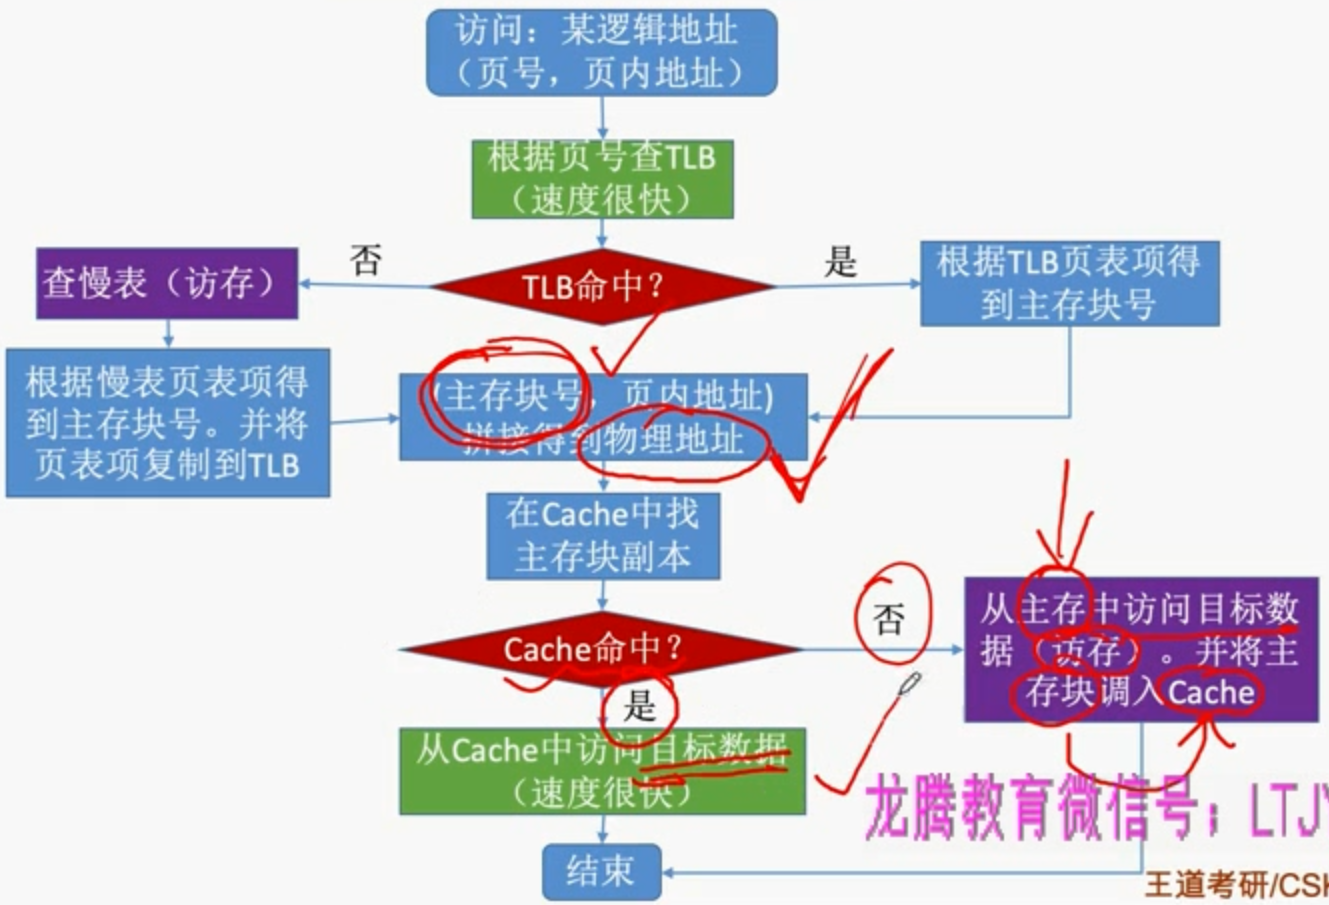 访问：某逻辑地址
（页号，页内地址）
根据页号查TLB
（速度很快）
TLB命中？
否
是
查慢表（访存）
根据TLB页表项得
到主存块号
根据慢表页表项得
到主存块号。并将
页表项复制到TLB
(主存块号，页内地址)
拼接得到物理地址
在Cache中找
主存块副本
Cache命中？
否
是
从主存中访问目标数
据（访存）。并将主
存块调入Cache
从Cache中访问目标数据
（速度很快）
结束
龙腾教育微信号；LTJY
王道考研/CSK